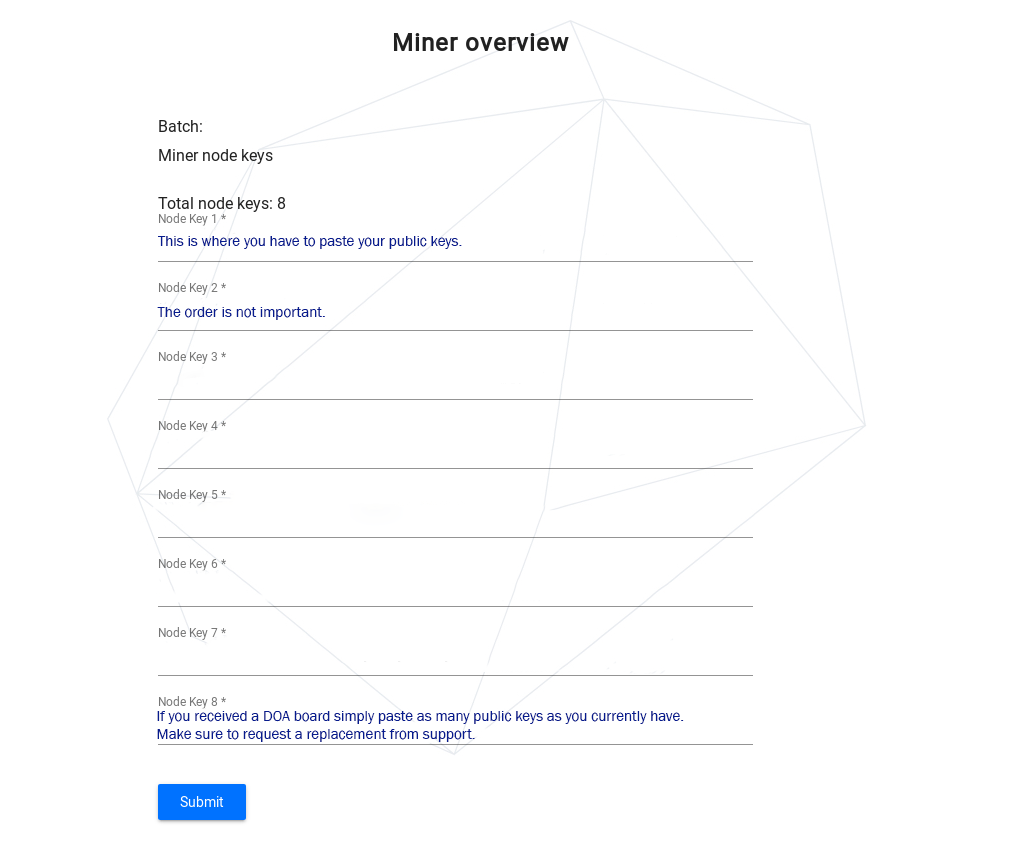 Miner overview
Batch:
Miner node keys
Total node keys: 8
Node Key 1 *
This is where you have to paste your public keys.
Node Key 2 *
The order is not important.
Node Key 3 *
Node Key 4 *
Node Key 5 *
Node Key 6 *
Node Key 7 *
Node Key 8 *
If you received a DOA board simply paste as many public keys as you currently have.
Make sure to request a replacement from support.
Submit